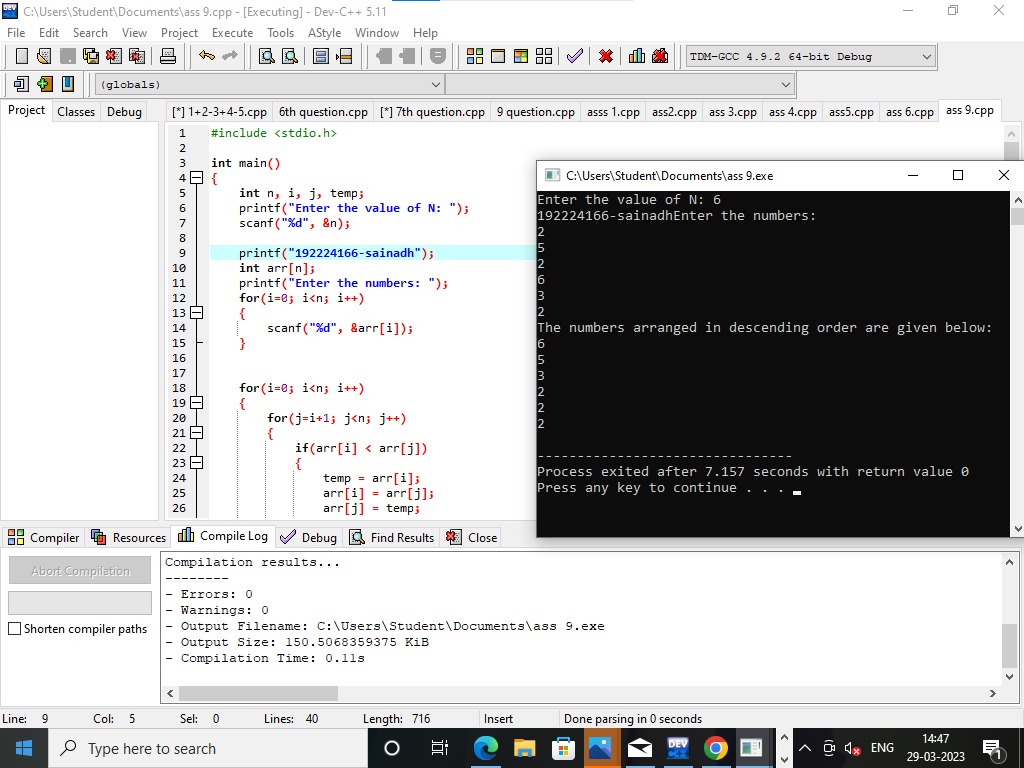 C:\Users\Student\Documents\ass 9.cpp - [Executing] - Dev-C++ 5.11
File Edit Search View Project Execute Tools AStyle Window Help
TDM-GCC 4.9.2 64-bit Debug
(globals)
Project Classes Debug
[*] 1+2-3+4-5.cpp 6th question.cpp [*] 7th question.cpp 9 question.cpp asss 1.cpp ass2.cpp ass 3.cpp ass 4.cpp ass5.cpp ass 6.cpp ass 9.cpp
1 #include <stdio.h>
2
3 int main()
4 {
5 int n, i, j, temp;
6 printf("Enter the value of N: ");
7 scanf("%d", &n);
8
9 printf("192224166-sainadh");
10 int arr[n];
11 printf("Enter the numbers: ");
12 for(i=0; i<n; i++)
13 {
14 scanf("%d", &arr[i]);
15 }
16
17
18 for(i=0; i<n; i++)
19 {
20 for(j=i+1; j<n; j++)
21 {
22 if(arr[i] < arr[j])
23 {
24 temp = arr[i];
25 arr[i] = arr[j];
26 arr[j] = temp;
C:\Users\Student\Documents\ass 9.exe
Enter the value of N: 6
192224166-sainadhEnter the numbers:
2
5
2
6
3
2
The numbers arranged in descending order are given below:
6
5
3
2
2
2
--------------------------------
Process exited after 7.157 seconds with return value 0
Press any key to continue . . .
Compiler Resources Compile Log Debug Find Results Close
Abort Compilation
Shorten compiler paths
Compilation results...
--------
- Errors: 0
- Warnings: 0
- Output Filename: C:\Users\Student\Documents\ass 9.exe
- Output Size: 150.5068359375 KiB
- Compilation Time: 0.11s
Line: 9 Col: 5 Sel: 0 Lines: 40 Length: 716 Insert Done parsing in 0 seconds
Type here to search
DEV
ENG
14:47
29-03-2023
1